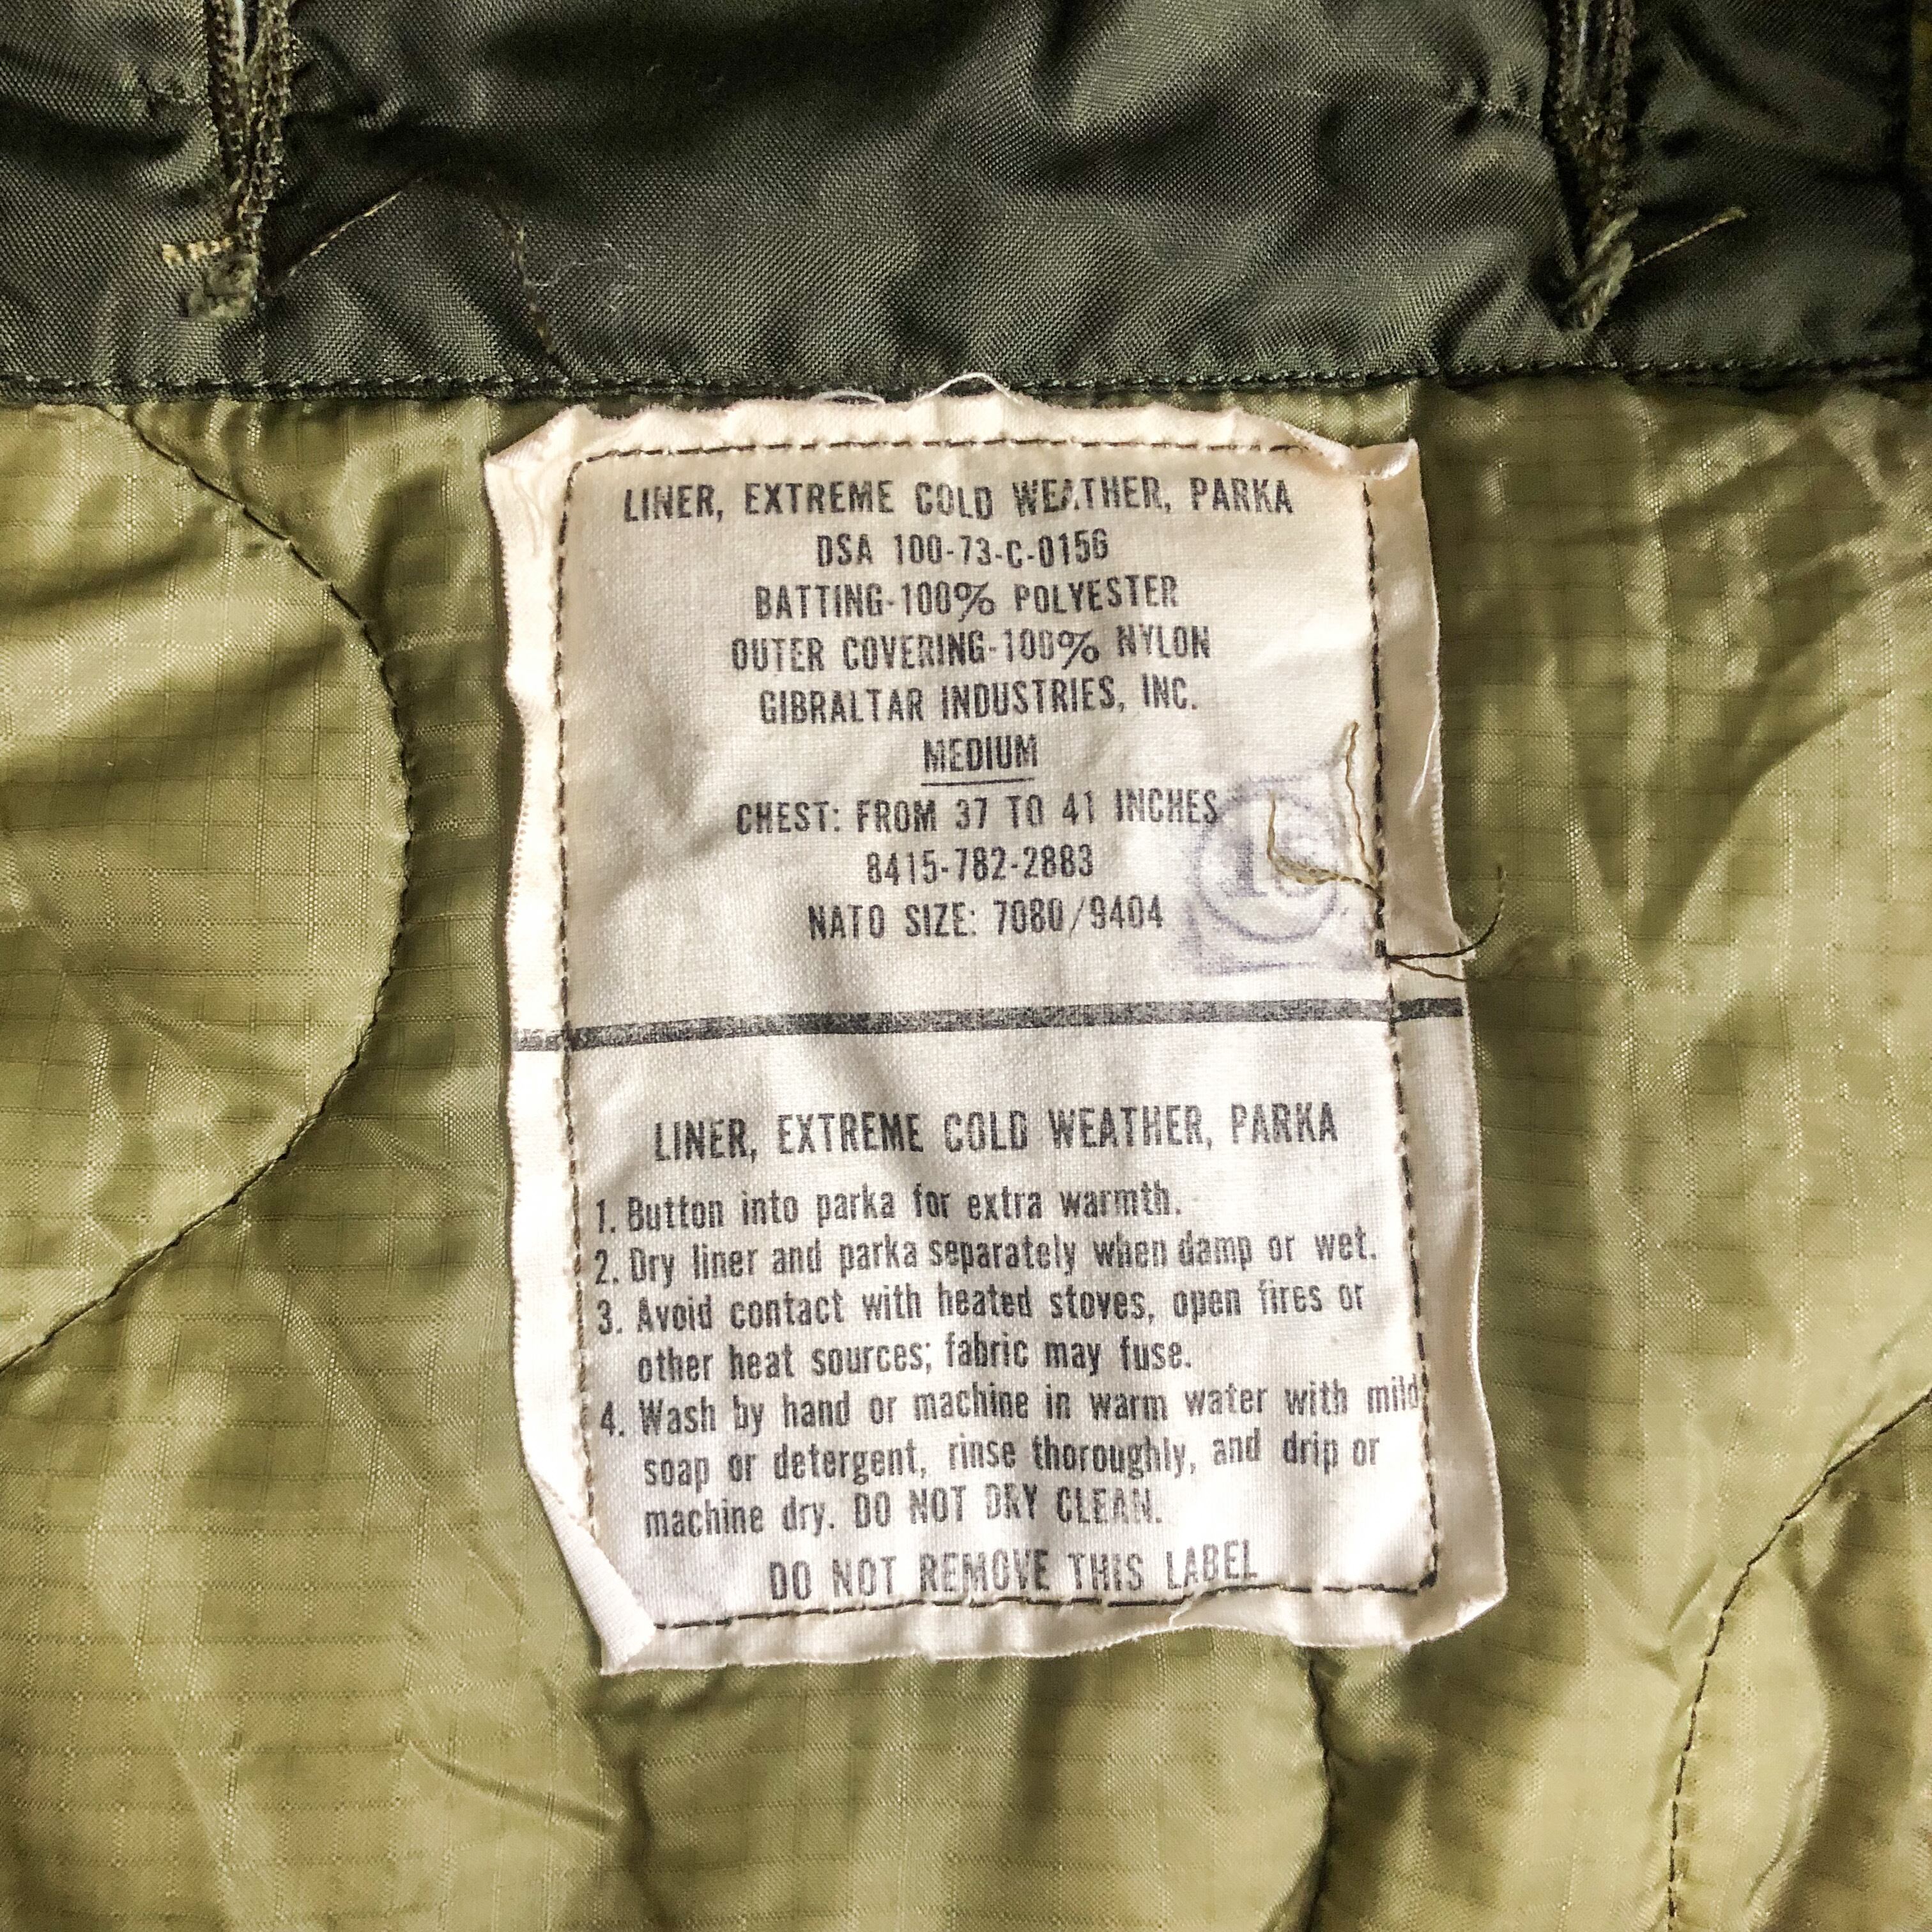 LINER, EXTREME COLD WEATHER, PARKA
DSA 100-73-C-0156
BATTING-100% POLYESTER
OUTER COVERING-100% NYLON
GIBRALTAR INDUSTRIES, INC.
MEDIUM
CHEST: FROM 37 TO 41 INCHES
8415-782-2883
NATO SIZE: 7080/9404
LINER, EXTREME COLD WEATHER, PARKA
1. Button into parka for extra warmth.
2. Dry liner and parka separately when damp or wet.
3. Avoid contact with heated stoves, open fires or
other heat sources; fabric may fuse.
4. Wash by hand or machine in warm water with mild
soap or detergent, rinse thoroughly, and drip or
machine dry. DO NOT DRY CLEAN.
DO NOT REMOVE THIS LABEL